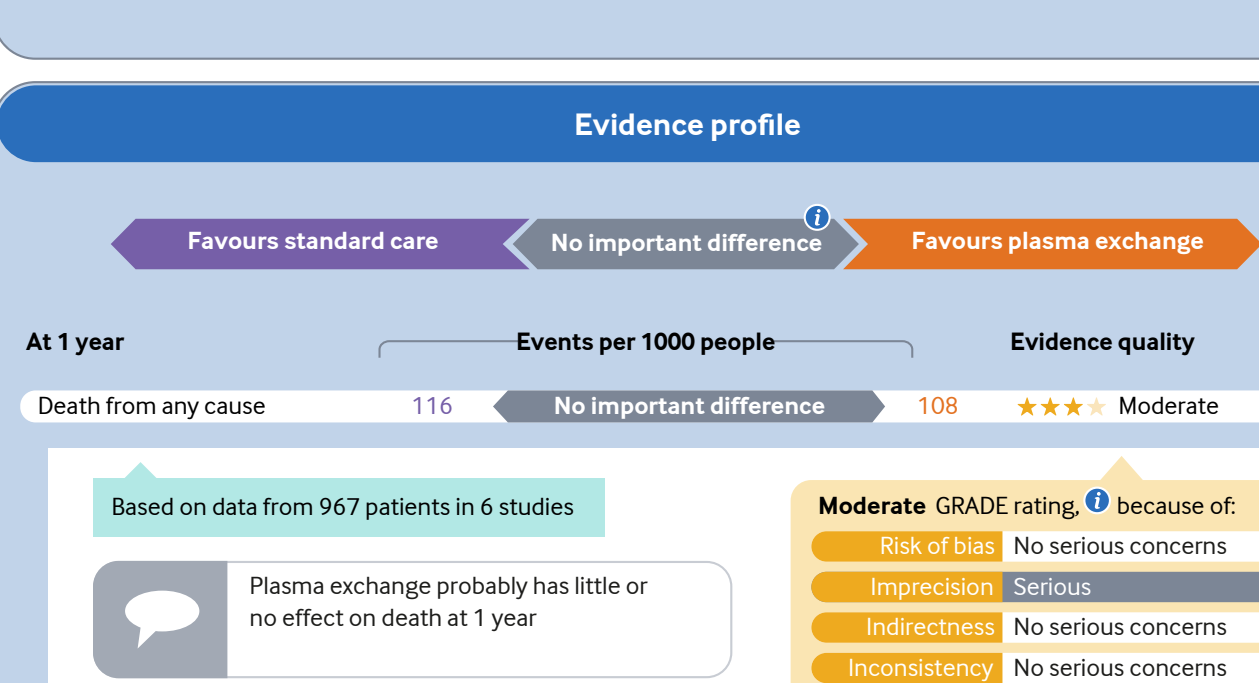 Evidence profile
Favours standard care
No important difference
i
Favours plasma exchange
At 1 year
Events per 1000 people
Evidence quality
Death from any cause 116 No important difference 108 Moderate
Based on data from 967 patients in 6 studies
Plasma exchange probably has little or
no effect on death at 1 year
Moderate GRADE rating, i because of:
Risk of bias No serious concerns
Imprecision Serious
Indirectness No serious concerns
Inconsistency No serious concerns